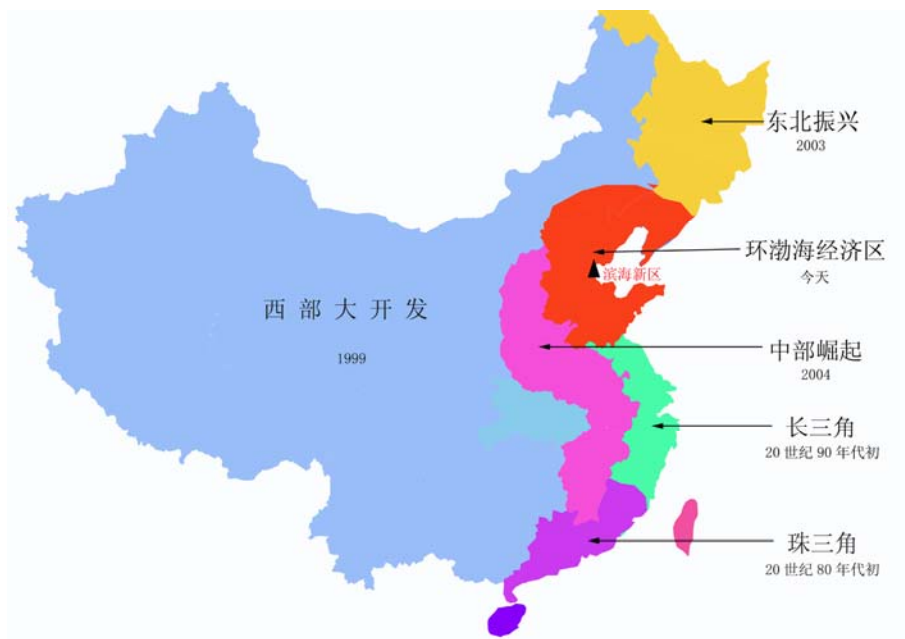 东北振兴
2003
环渤海经济区
今天
滨海新区
西部大开发
1999
中部崛起
2004
长三角
20世纪90年代初
珠三角
20世纪80年代初